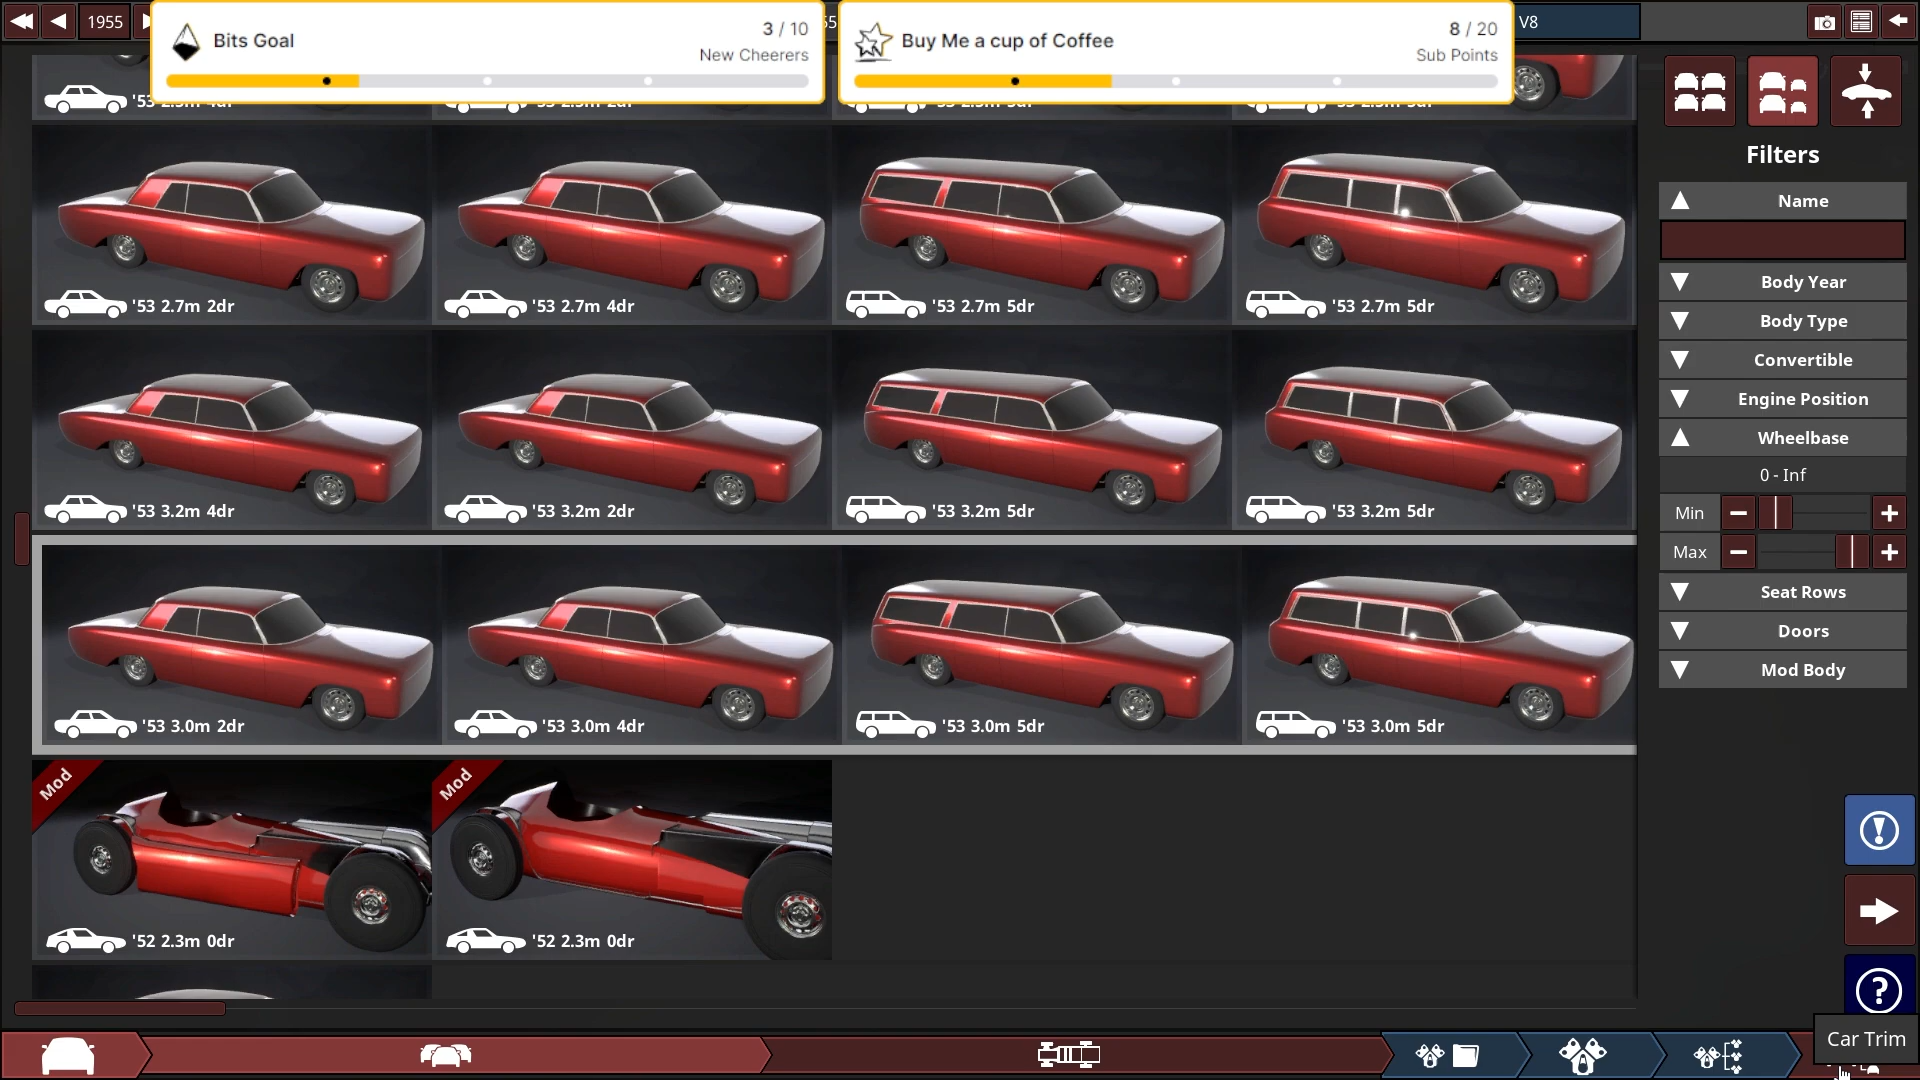 1955
Bits Goal
3 / 10
New Cheerers
Buy Me a cup of Coffee
8 / 20
Sub Points
V8
Filters
Name
'53 2.7m 2dr
'53 2.7m 4dr
'53 2.7m 5dr
'53 2.7m 5dr
Body Year
Body Type
Convertible
Engine Position
Wheelbase
0 - Inf
Min
Max
'53 3.2m 4dr
'53 3.2m 2dr
'53 3.2m 5dr
'53 3.2m 5dr
Seat Rows
Doors
Mod Body
'53 3.0m 2dr
'53 3.0m 4dr
'53 3.0m 5dr
'53 3.0m 5dr
Mod
Mod
'52 2.3m 0dr
'52 2.3m 0dr
Car Trim